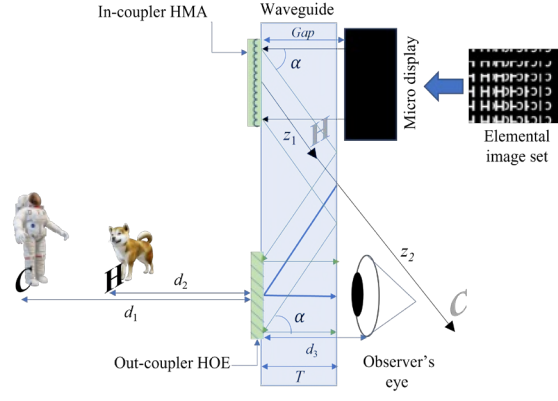 Waveguide
In-coupler HMA
Gap
α
Micro display
z1
H
Elemental
image set
z2
C
H
C
d2
d1
α
d3
T
Out-coupler HOE
Observer's
eye